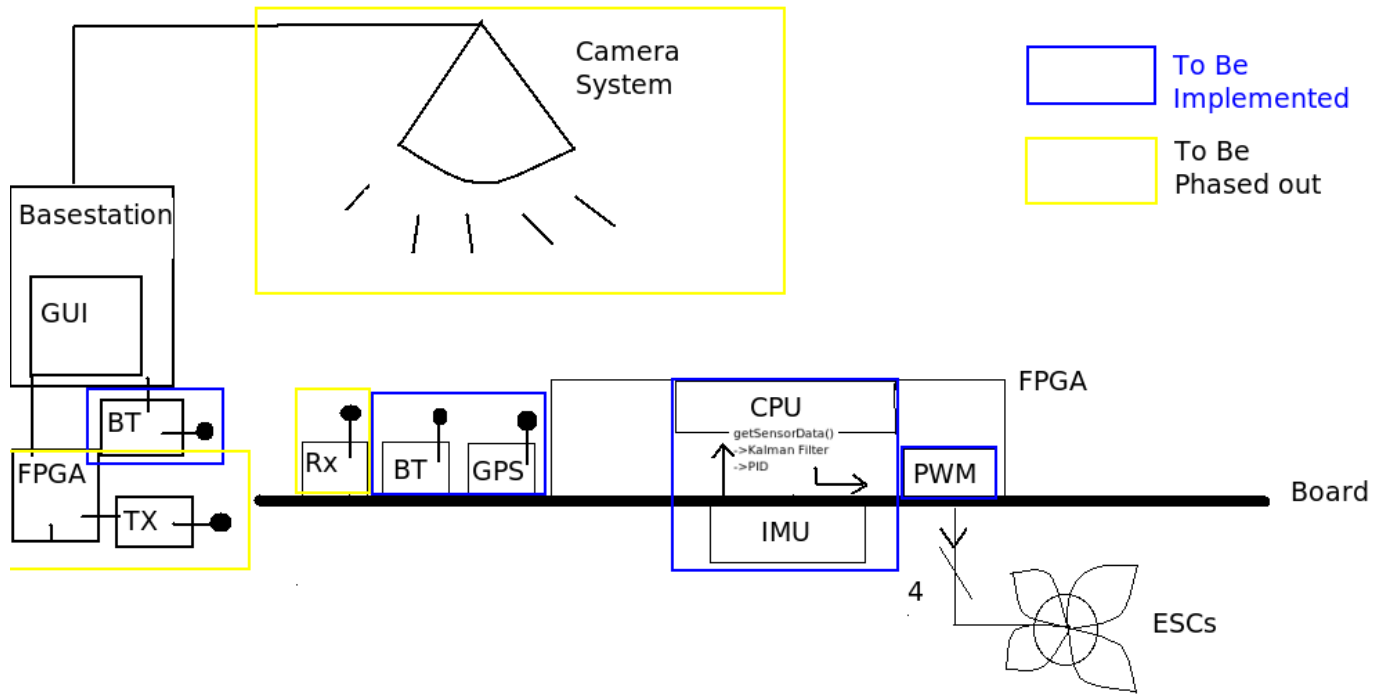 Camera
System
To Be
Implemented
To Be
Phased out
Basestation
GUI
BT
FPGA
TX
Rx
BT
GPS
CPU
getSensorData()
->Kalman Filter
->PID
FPGA
PWM
IMU
Board
4
ESCs